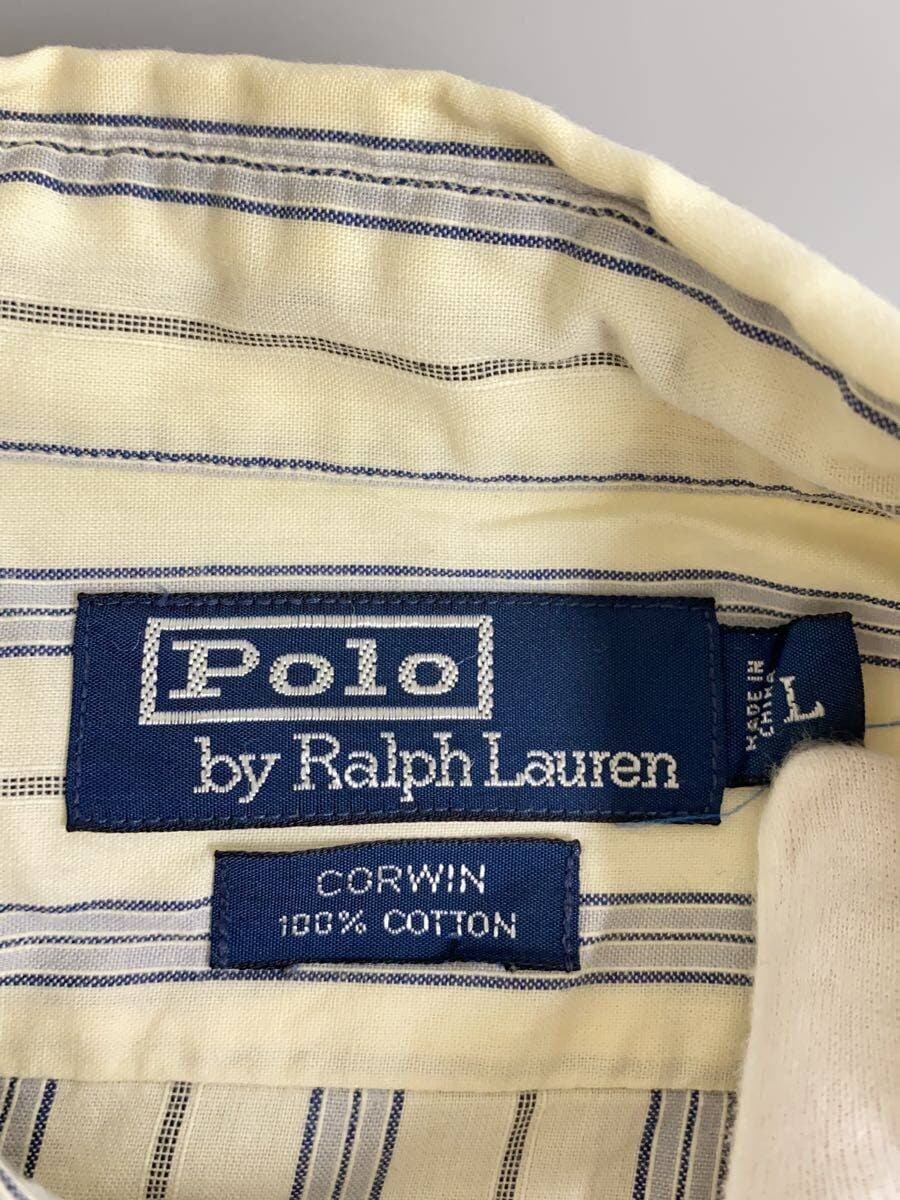 Polo
by Ralph Lauren
MADE IN
CHINA
L
CORWIN
100% COTTON